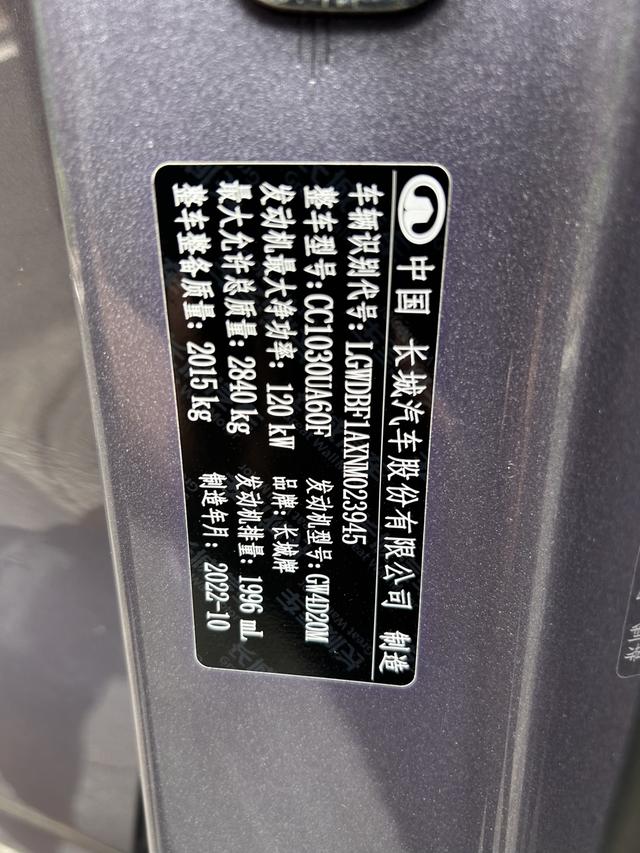 中国 长城汽车股份有限公司 制造
车辆识别代号: LGWDBF1AXNM023945
整车型号: CC1030UA60F 发动机型号: GW4D20M
发动机最大净功率: 120 kW 品牌: 长城牌
最大允许总质量: 2840 kg 发动机排量: 1996 mL
整车整备质量: 2015 kg 制造年月: 2022-10